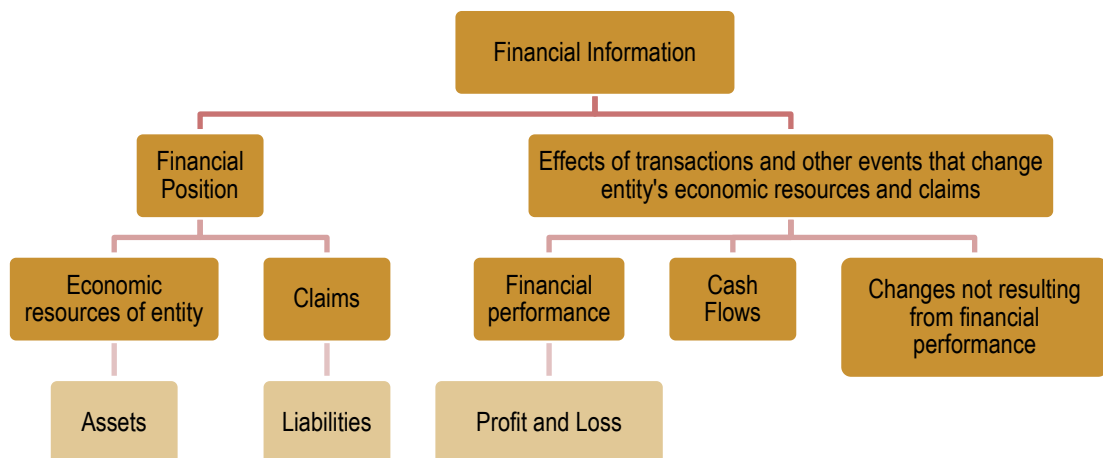 Financial Information
Financial
Position
Effects of transactions and other events that change
entity's economic resources and claims
Economic
resources of entity
Claims
Financial
performance
Cash
Flows
Changes not resulting
from financial
performance
Assets
Liabilities
Profit and Loss